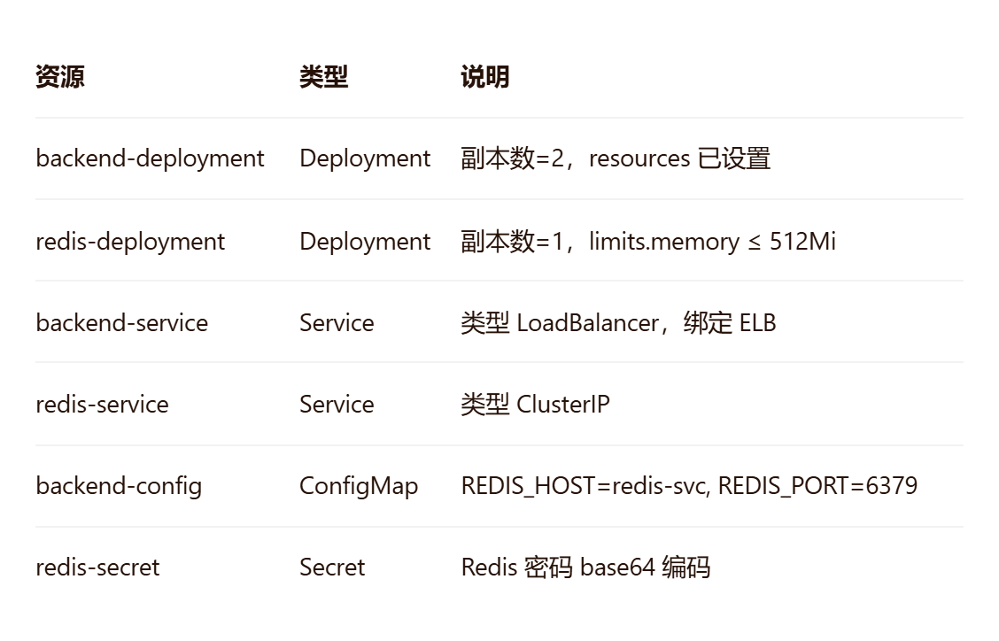 资源 类型 说明
backend-deployment Deployment 副本数=2，resources 已设置
redis-deployment Deployment 副本数=1，limits.memory ≤ 512Mi
backend-service Service 类型 LoadBalancer，绑定 ELB
redis-service Service 类型 ClusterIP
backend-config ConfigMap REDIS_HOST=redis-svc, REDIS_PORT=6379
redis-secret Secret Redis 密码 base64 编码